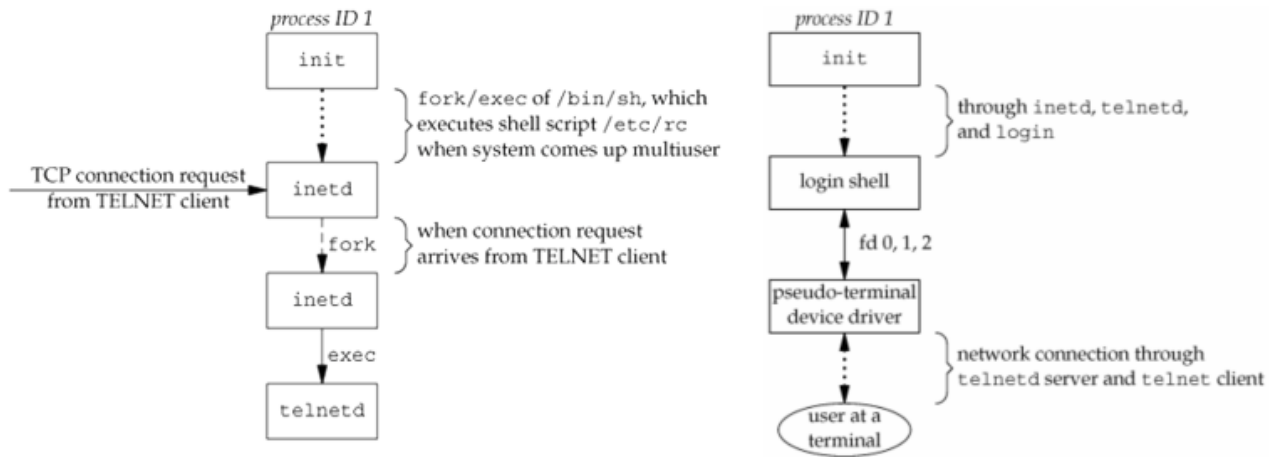 process ID 1
init
fork/exec of /bin/sh, which
executes shell script /etc/rc
when system comes up multiuser
TCP connection request
from TELNET client
inetd
fork
when connection request
arrives from TELNET client
inetd
exec
telnetd
process ID 1
init
through inetd, telnetd,
and login
login shell
fd 0, 1, 2
pseudo-terminal
device driver
network connection through
telnetd server and telnet client
user at a
terminal